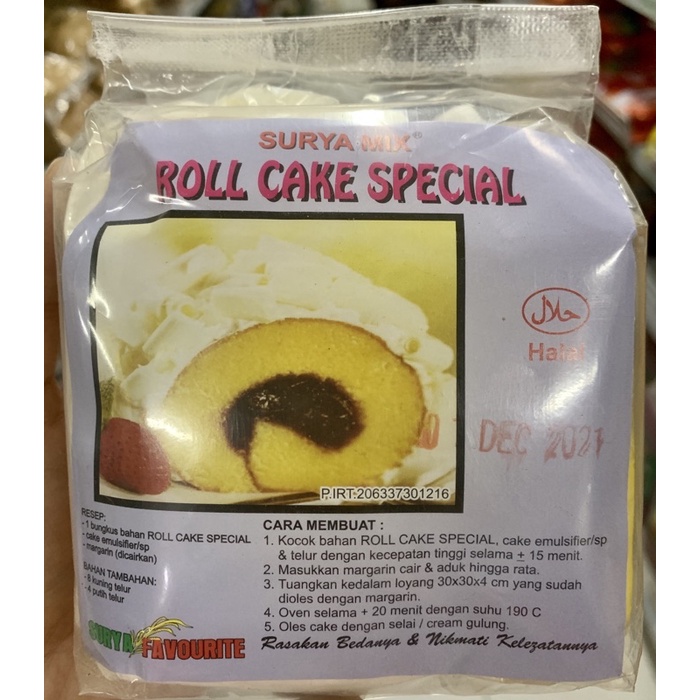 SURYA MIX®
ROLL CAKE SPECIAL
حلال
Halal
DEC 2021
P.IRT.206337301216
RESEP:
- 1 bungkus bahan ROLL CAKE SPECIAL
- cake emulsifier/sp
- margarin (dicairkan)
BAHAN TAMBAHAN:
- 8 kuning telur
- 4 putih telur
CARA MEMBUAT :
1. Kocok bahan ROLL CAKE SPECIAL, cake emulsifier/sp
& telur dengan kecepatan tinggi selama ± 15 menit.
2. Masukkan margarin cair & aduk hingga rata.
3. Tuangkan kedalam loyang 30x30x4 cm yang sudah
dioles dengan margarin.
4. Oven selama ± 20 menit dengan suhu 190 C
5. Oles cake dengan selai / cream gulung.
SURYA FAVOURITE
Rasakan Bedanya & Nikmati Kelezatannya